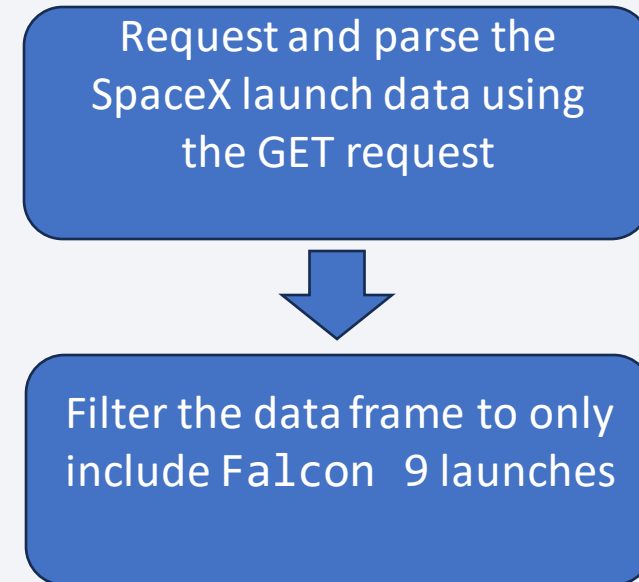 Request and parse the
SpaceX launch data using
the GET request
Filter the data frame to only
include Falcon 9 launches